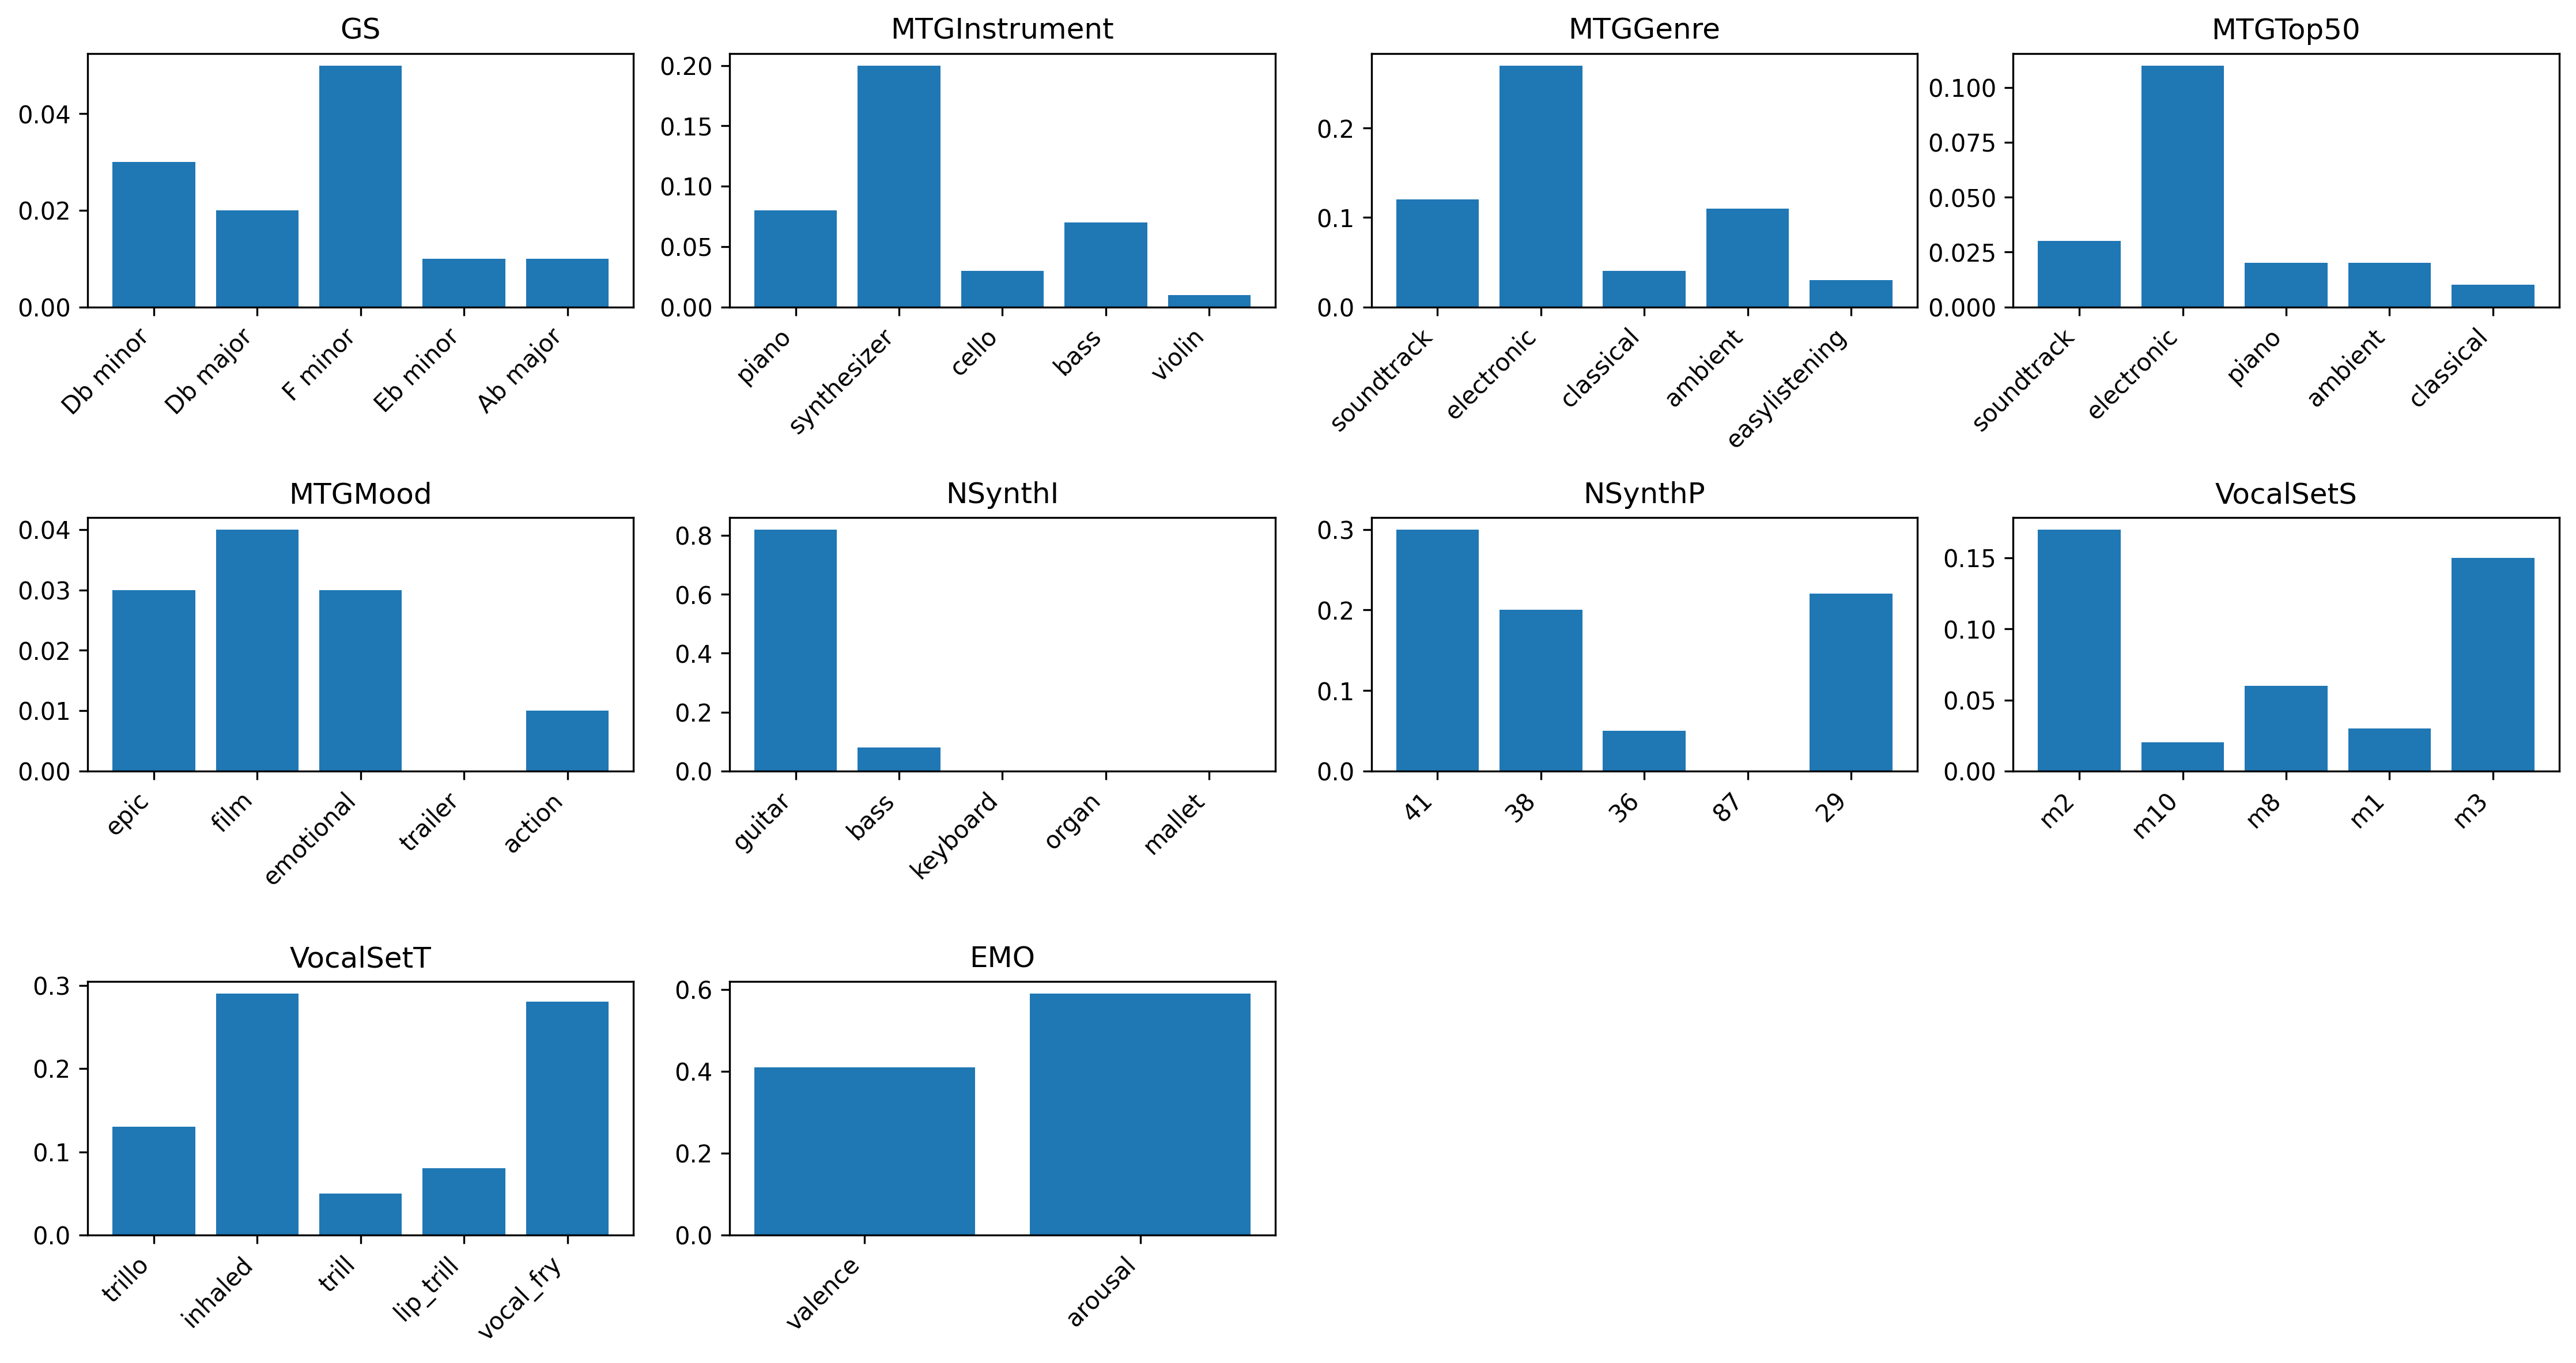 GS
0.04
0.02
0.00
Db minor
Db major
F minor
Eb minor
Ab major
MTGInstrument
0.20
0.15
0.10
0.05
0.00
piano
synthesizer
cello
bass
violin
MTGGenre
0.2
0.1
0.0
soundtrack
electronic
classical
ambient
easylistening
MTGTop50
0.100
0.075
0.050
0.025
0.000
soundtrack
electronic
piano
ambient
classical
MTGMood
0.04
0.03
0.02
0.01
0.00
epic
film
emotional
trailer
action
NSynthI
0.8
0.6
0.4
0.2
0.0
guitar
bass
keyboard
organ
mallet
NSynthP
0.3
0.2
0.1
0.0
41
38
36
87
29
VocalSetS
0.15
0.10
0.05
0.00
m2
m10
m8
m1
m3
VocalSetT
0.3
0.2
0.1
0.0
trillo
inhaled
trill
lip_trill
vocal_fry
EMO
0.6
0.4
0.2
0.0
valence
arousal